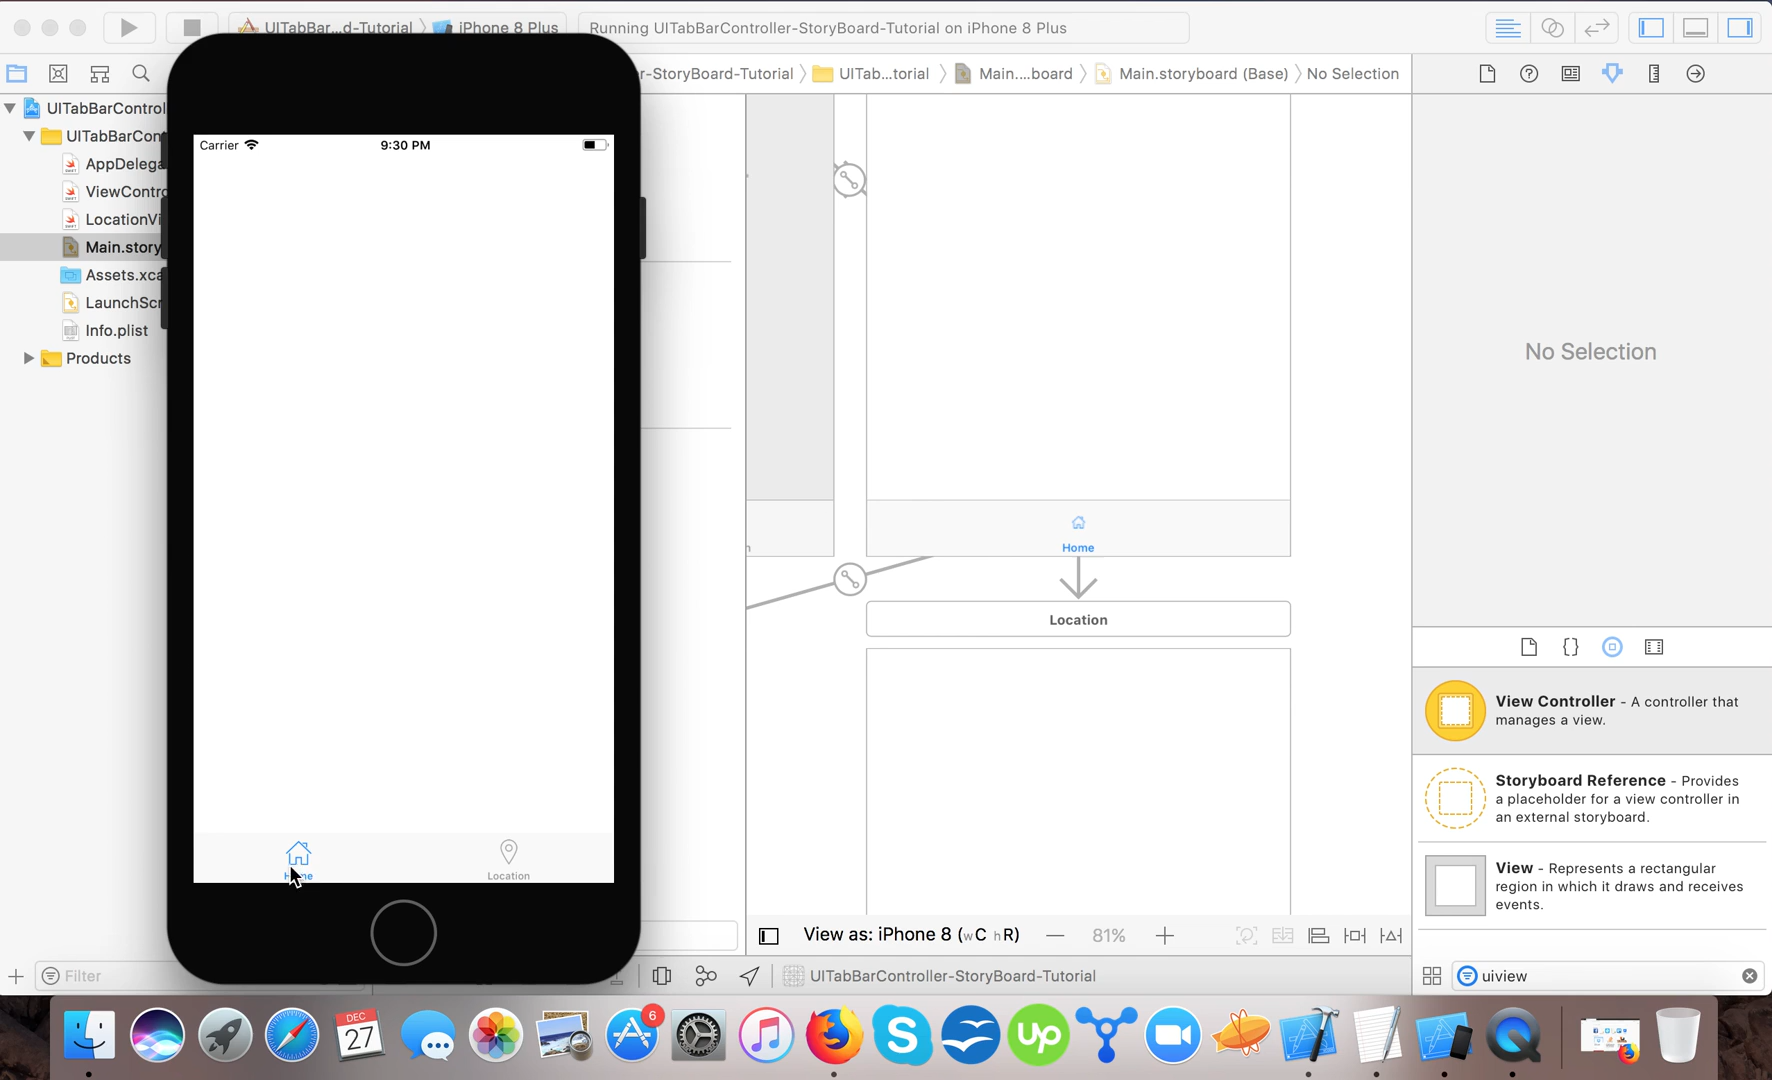 UITabBar...d-Tutorial
iPhone 8 Plus
Running UITabBarController-StoryBoard-Tutorial on iPhone 8 Plus
r-StoryBoard-Tutorial
UITab...torial
Main....board
Main.storyboard (Base)
No Selection
UITabBarControl
UITabBarCont
AppDelega
ViewContro
LocationVi
Main.story
Assets.xca
LaunchScr
Info.plist
Products
Carrier
9:30 PM
Home
Location
Home
Location
No Selection
View Controller - A controller that
manages a view.
Storyboard Reference - Provides
a placeholder for a view controller in
an external storyboard.
View - Represents a rectangular
region in which it draws and receives
events.
View as: iPhone 8 (wC hR)
81%
Filter
UITabBarController-StoryBoard-Tutorial
uiview
DEC
27
6
up